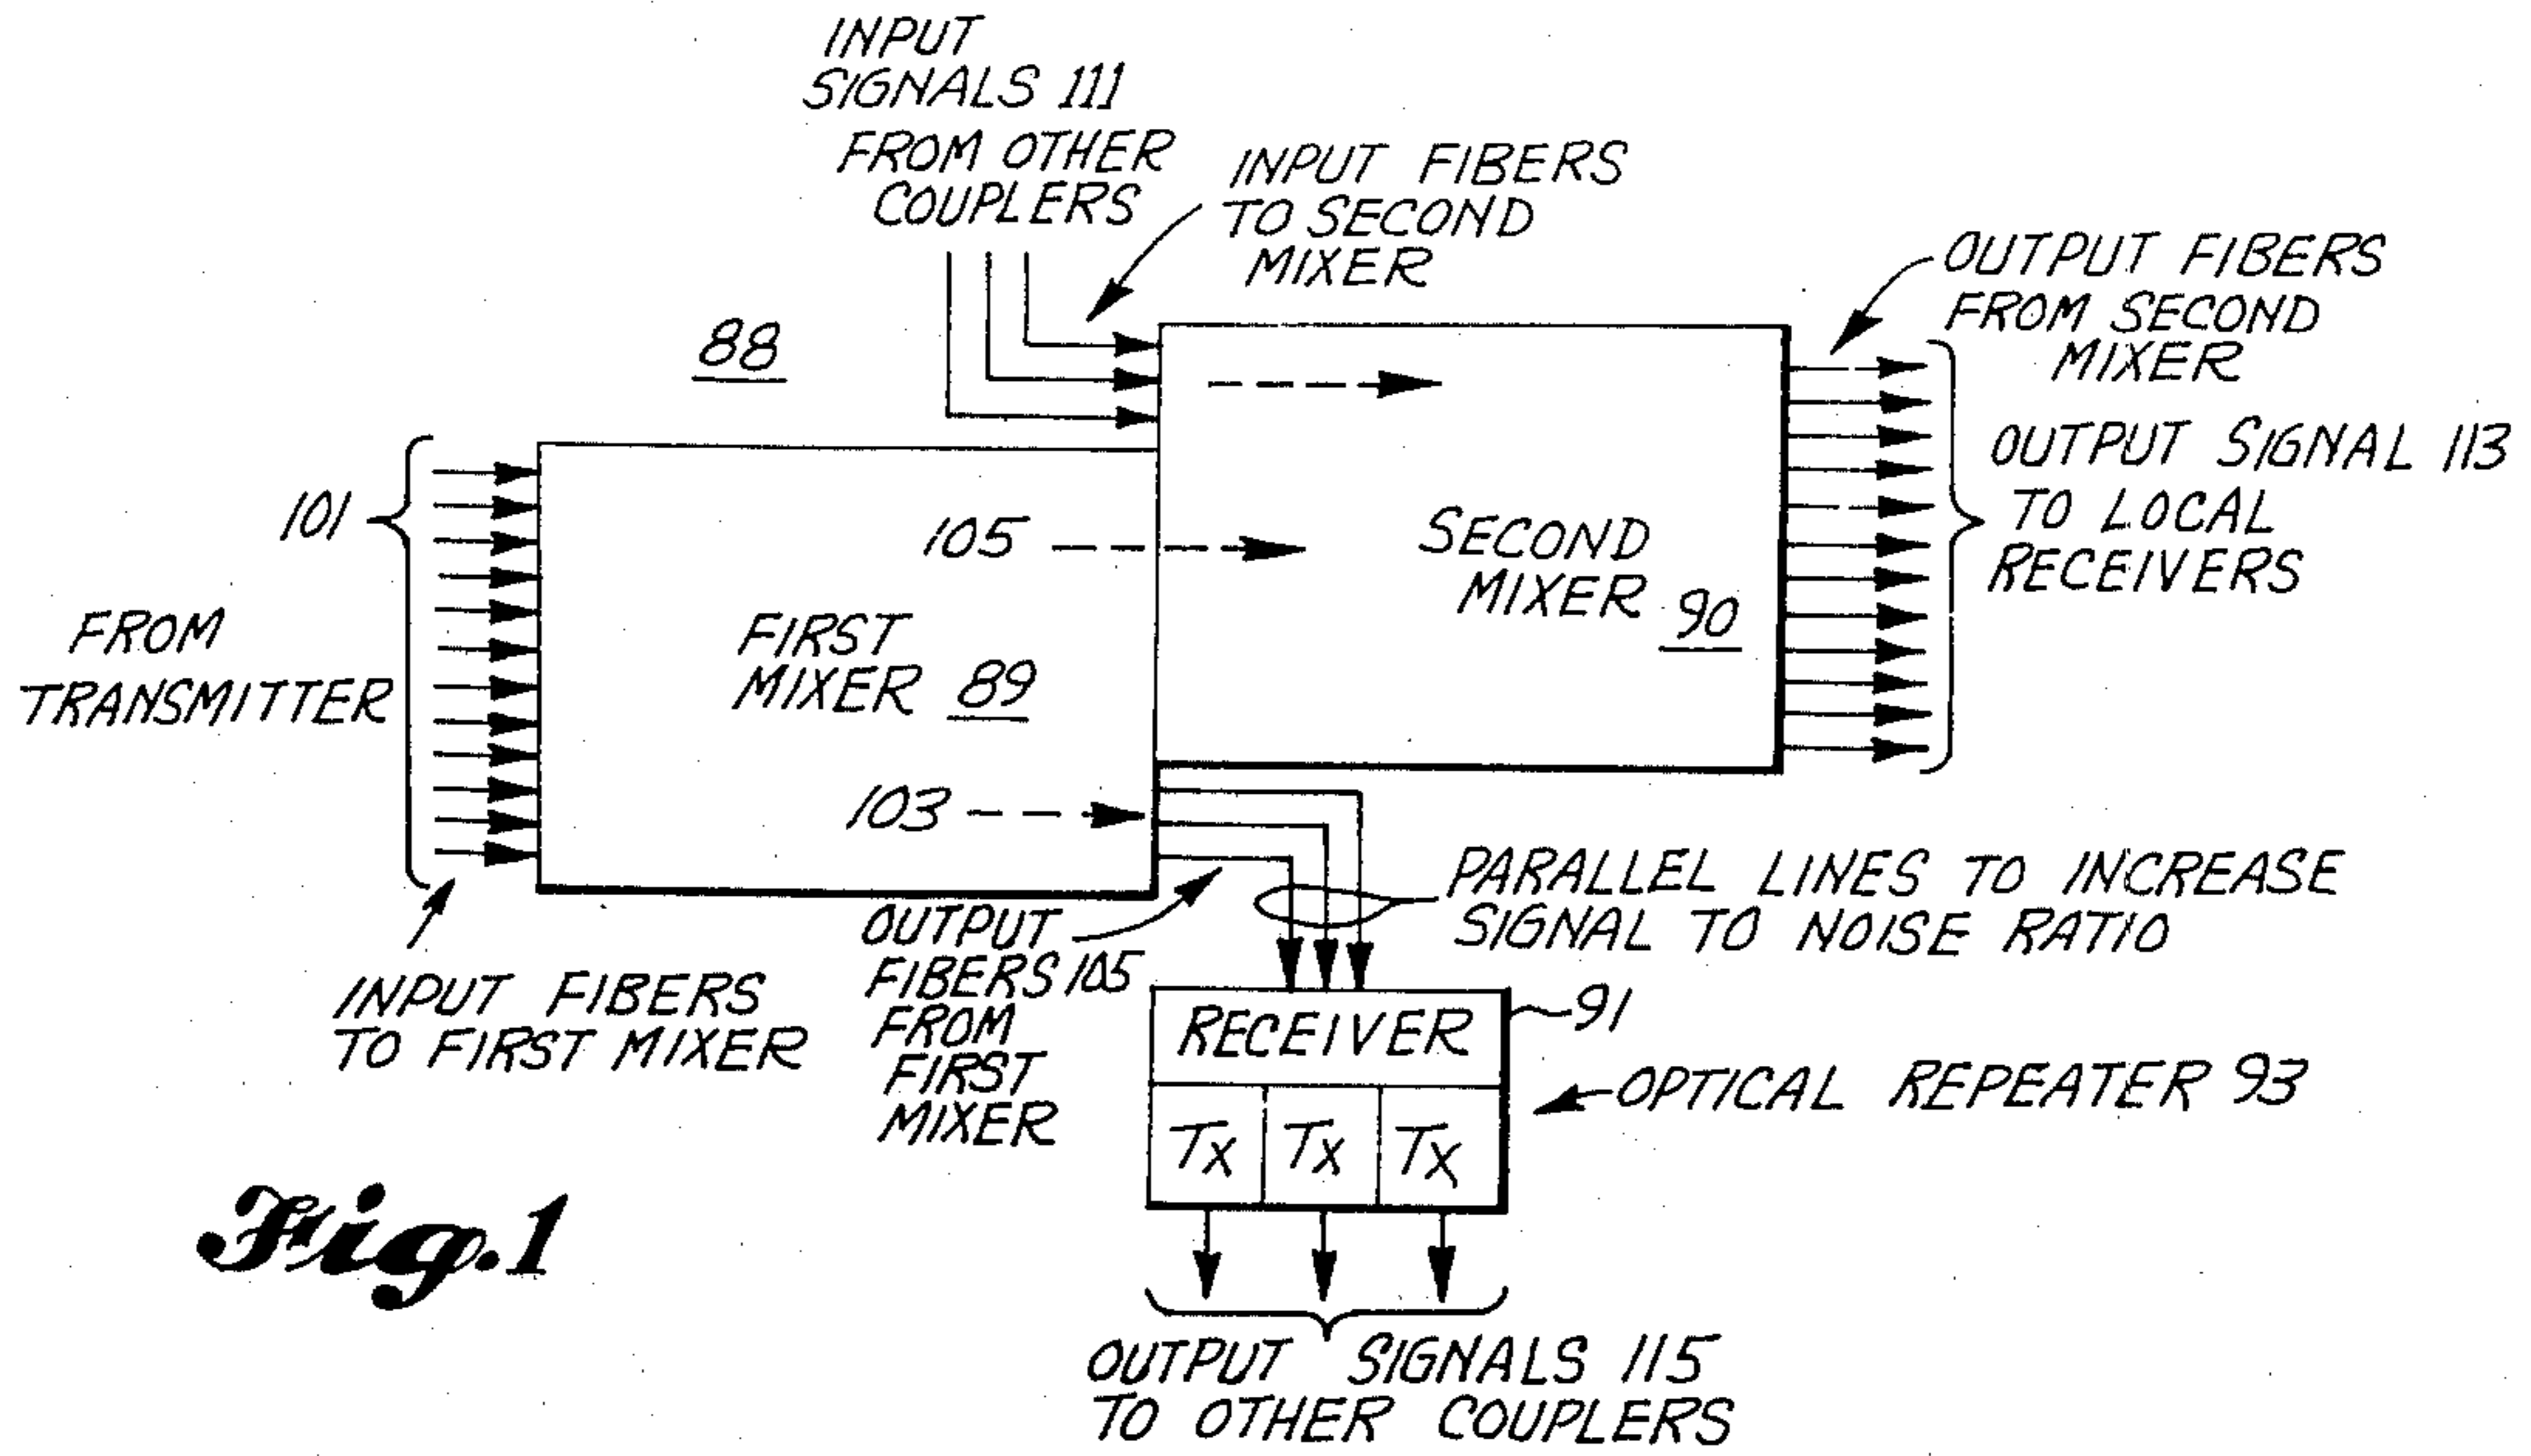 INPUT
SIGNALS 111
FROM OTHER
COUPLERS
INPUT FIBERS
TO SECOND
MIXER
OUTPUT FIBERS
FROM SECOND
MIXER
88
101
FROM
TRANSMITTER
105
FIRST
MIXER 89
103
SECOND
MIXER 90
OUTPUT SIGNAL 113
TO LOCAL
RECEIVERS
INPUT FIBERS
TO FIRST MIXER
OUTPUT
FIBERS 105
FROM
FIRST
MIXER
PARALLEL LINES TO INCREASE
SIGNAL TO NOISE RATIO
RECEIVER
91
TX TX TX
OPTICAL REPEATER 93
OUTPUT SIGNALS 115
TO OTHER COUPLERS
Fig.1